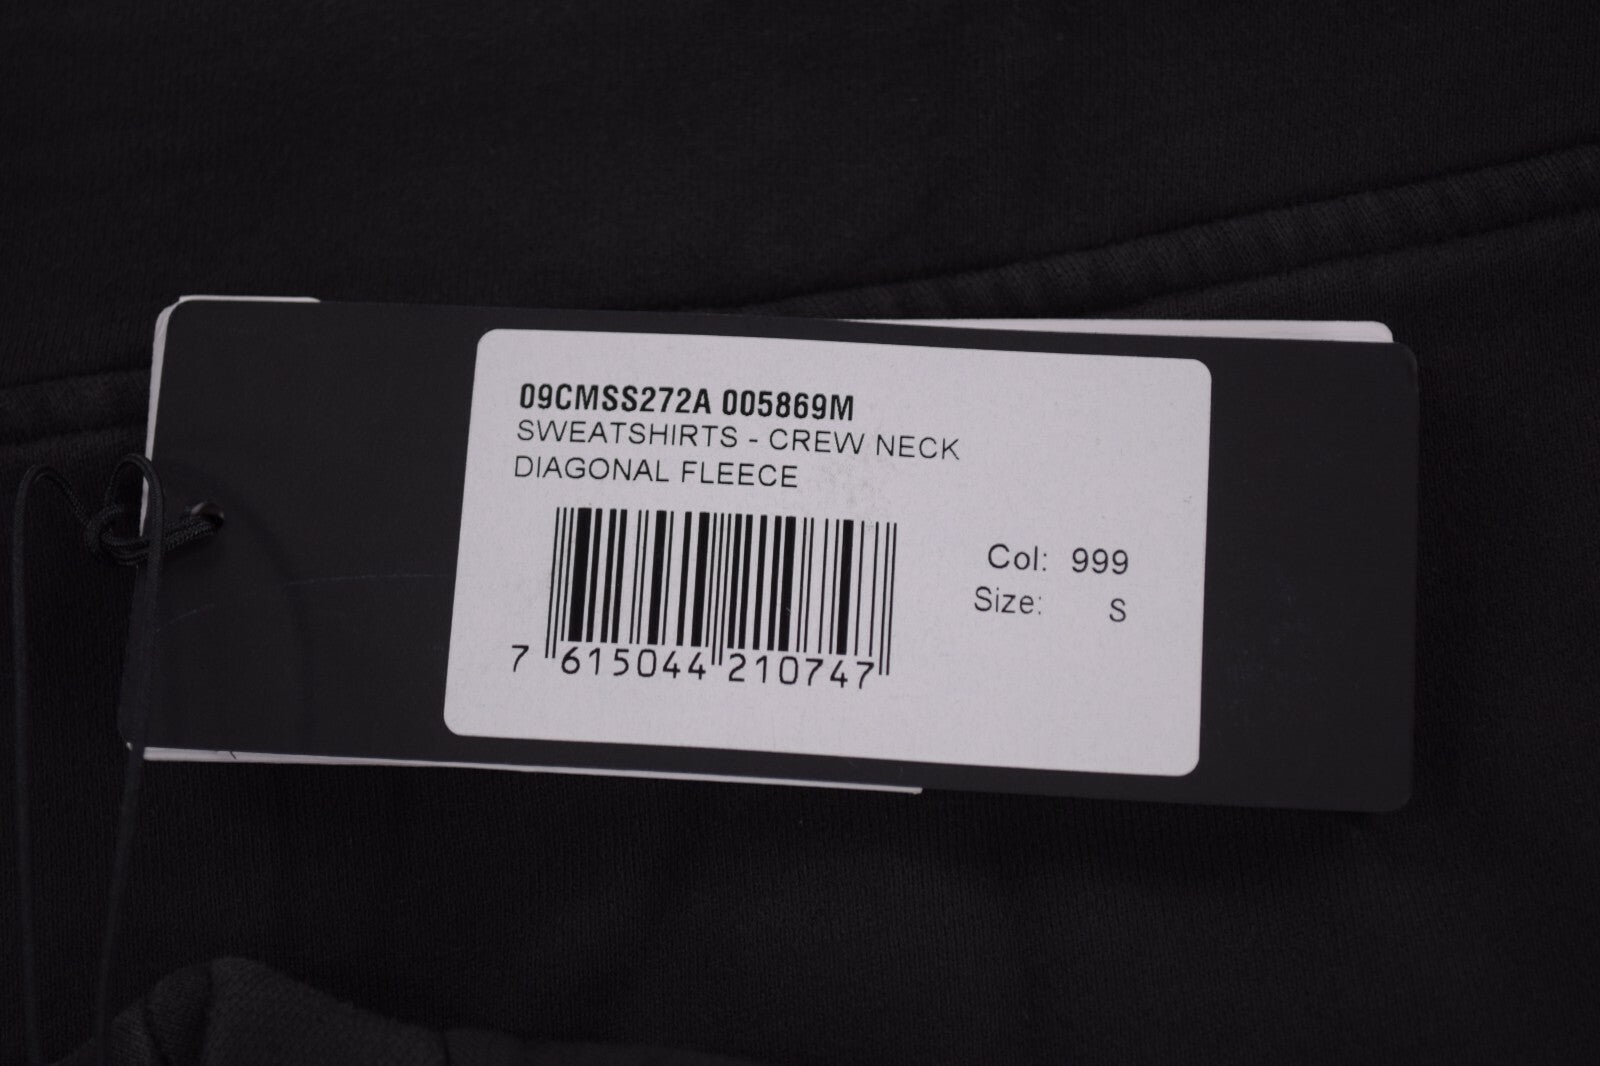 09CMSS272A 005869M
SWEATSHIRTS - CREW NECK
DIAGONAL FLEECE
Col: 999
Size: S
7 615044 210747